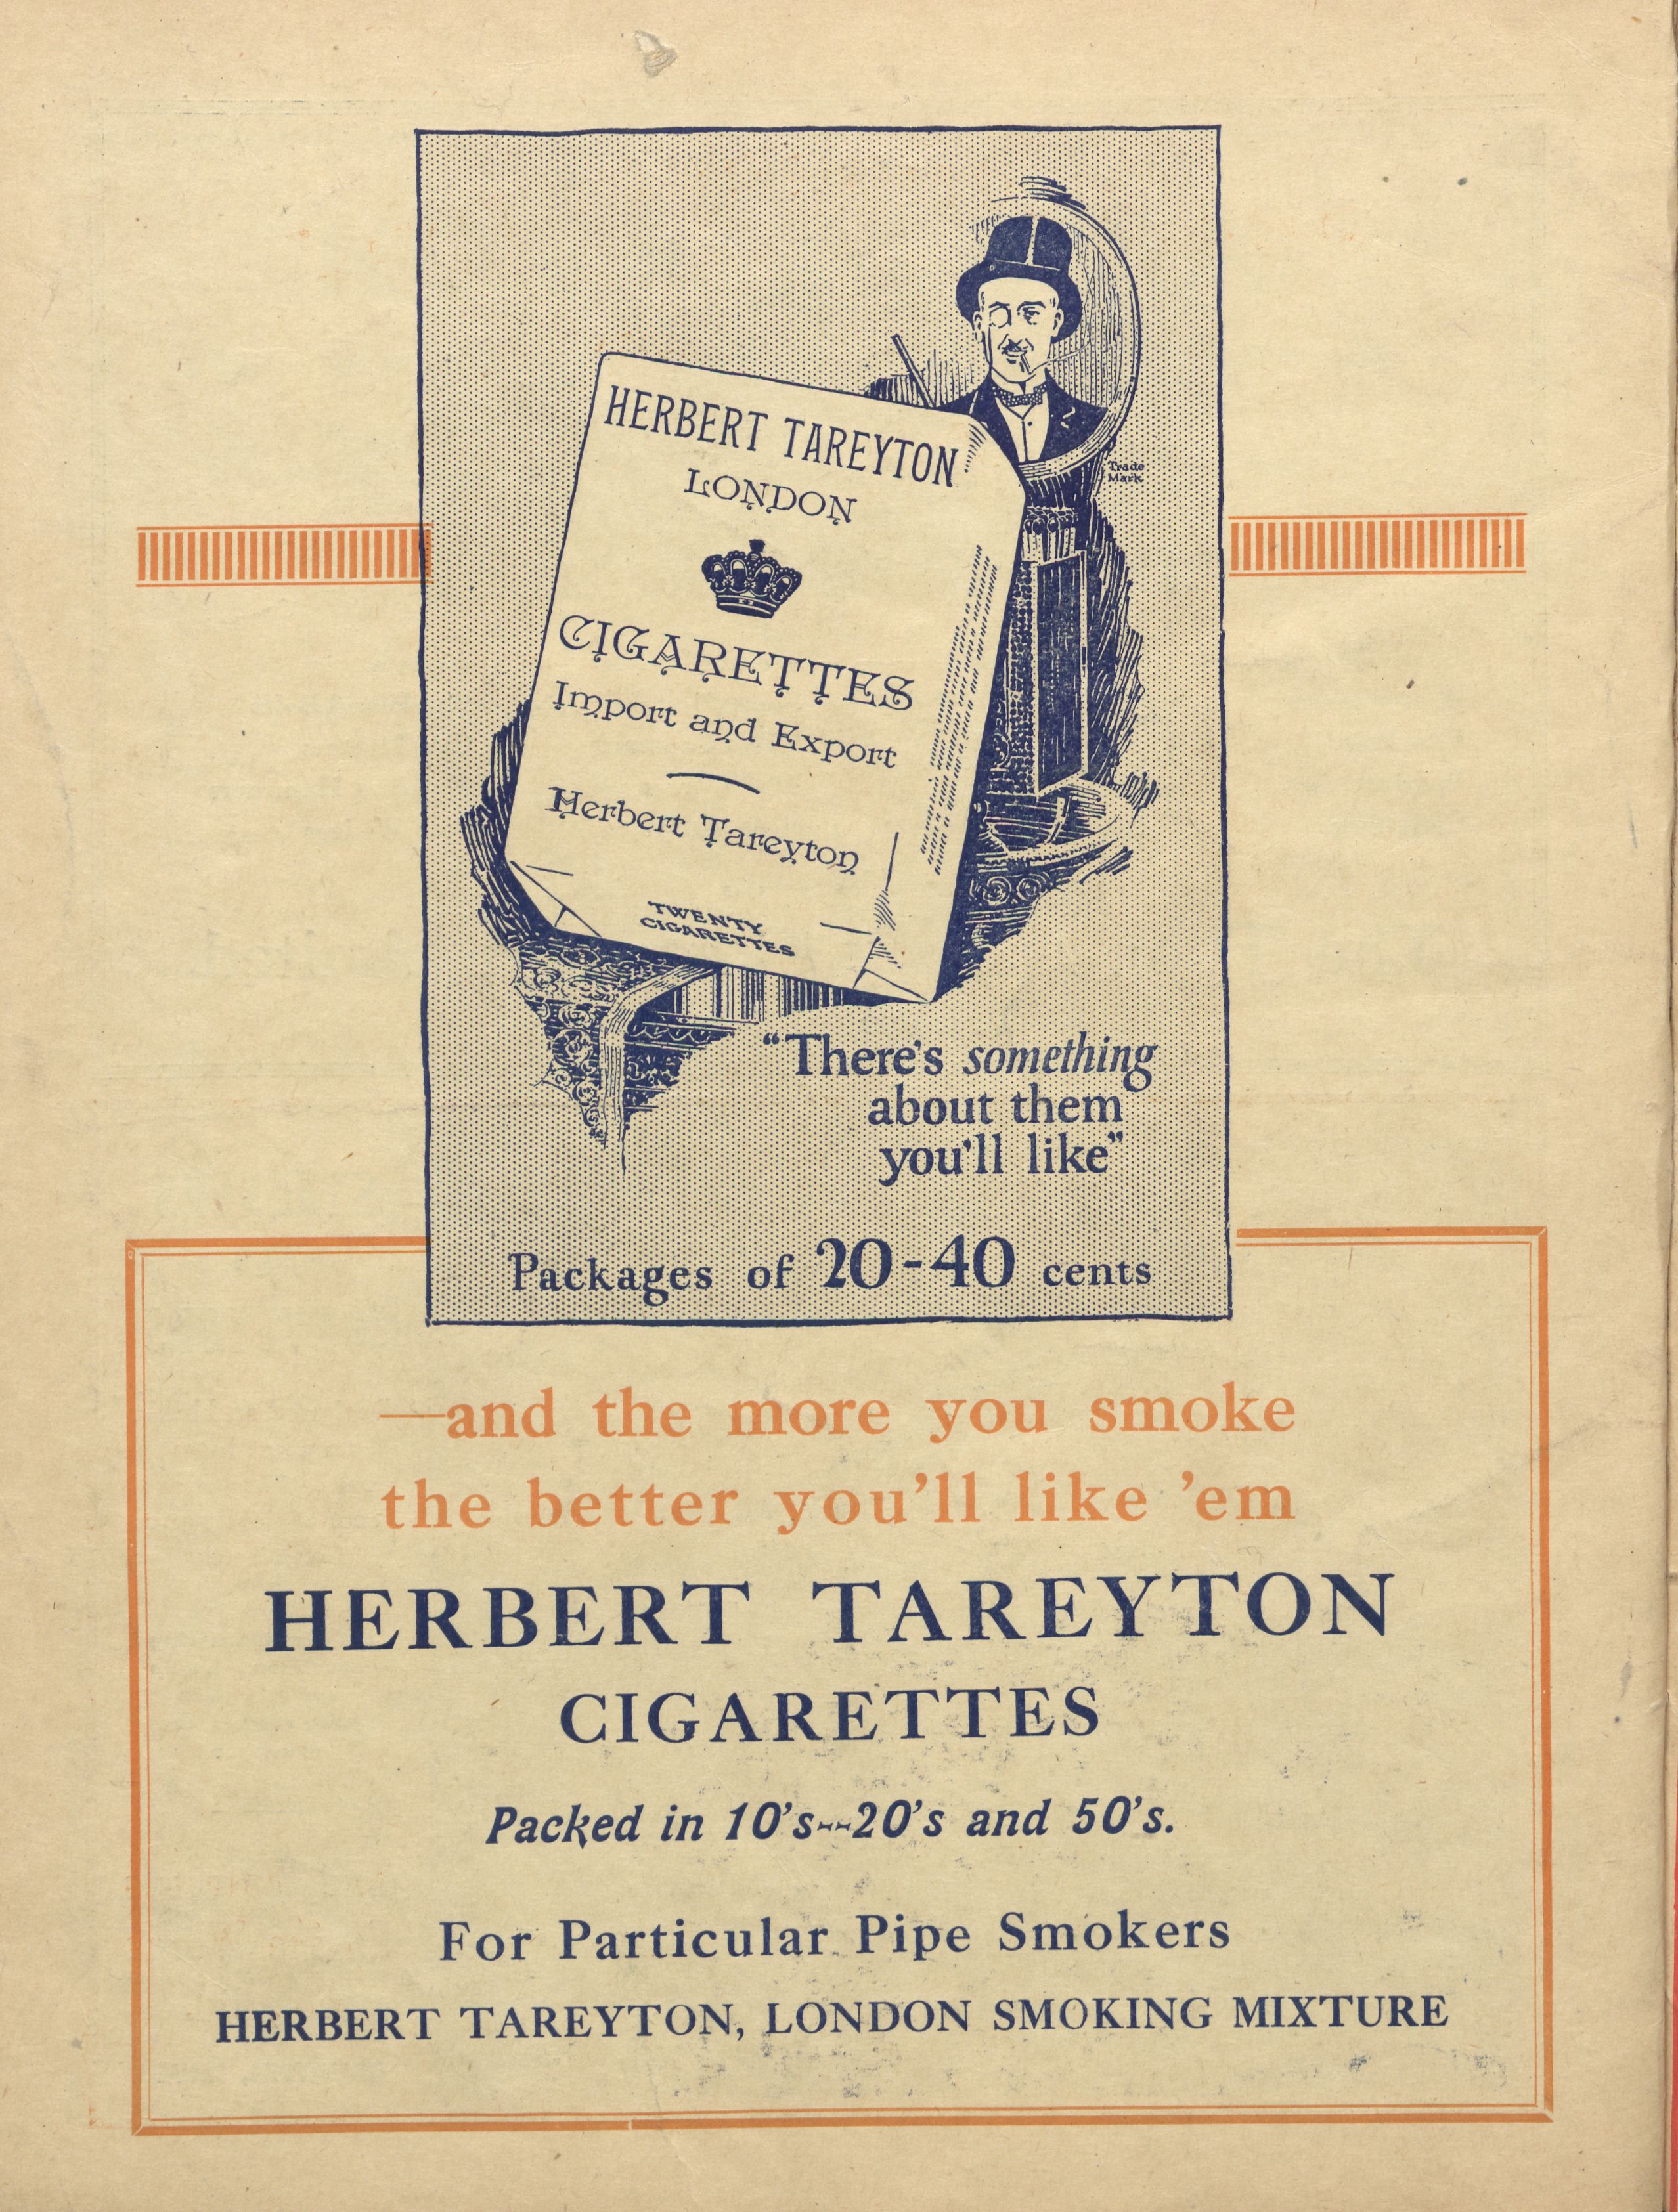 HERBERT TAREYTON
LONDON
CIGARETTES
Import and Export
Herbert Tareyton
TWENTY
CIGARETTES
Trade
Mark
"There's something
about them
you'll like"
Packages of 20-40 cents
—and the more you smoke
the better you'll like 'em
HERBERT TAREYTON
CIGARETTES
Packed in 10's--20's and 50's.
For Particular Pipe Smokers
HERBERT TAREYTON, LONDON SMOKING MIXTURE